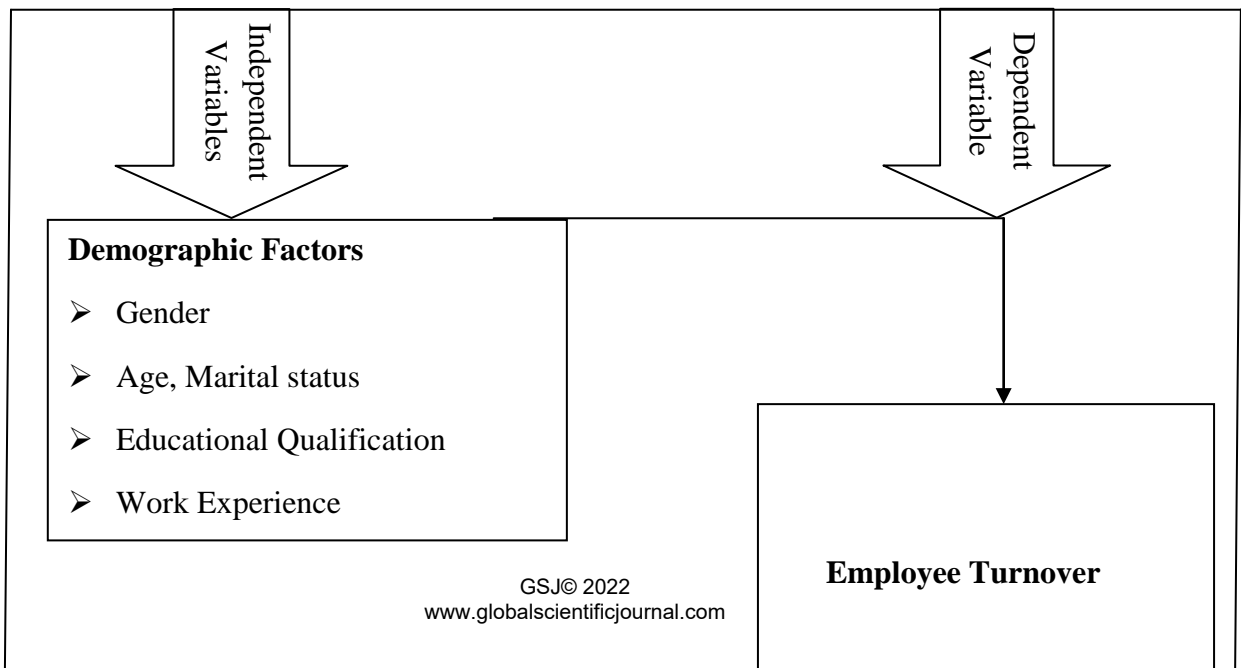 Independent
Variables
Dependent
Variable
Demographic Factors
➢ Gender
➢ Age, Marital status
➢ Educational Qualification
➢ Work Experience
Employee Turnover
GSJ© 2022
www.globalscientificjournal.com